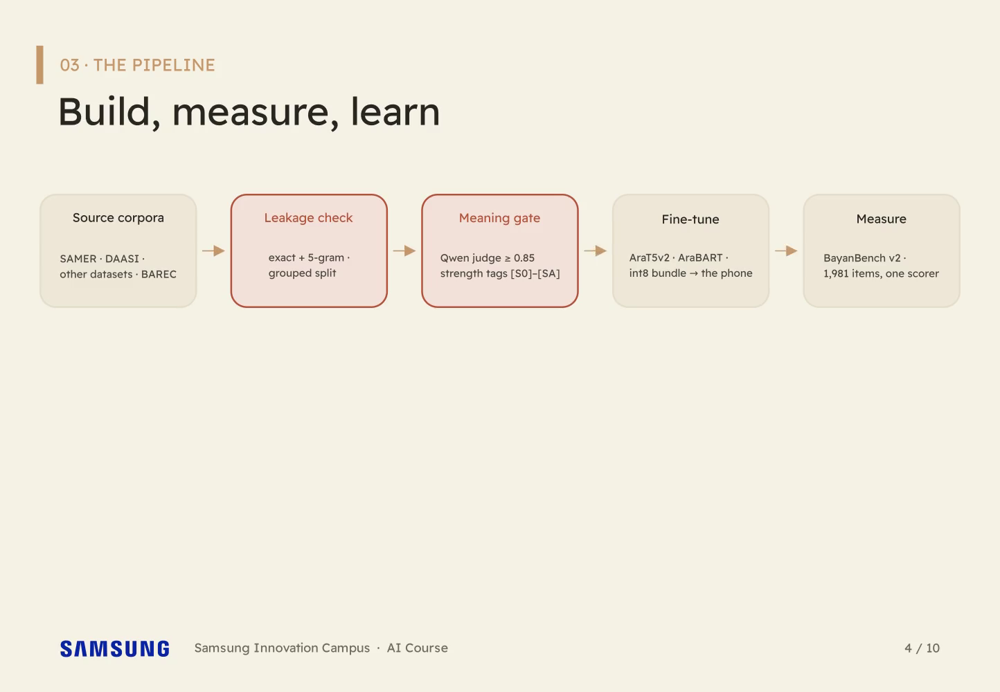 03 · THE PIPELINE
Build, measure, learn
Source corpora
SAMER · DAASI ·
other datasets · BAREC
Leakage check
exact + 5-gram ·
grouped split
Meaning gate
Qwen judge ≥ 0.85
strength tags [S0]–[SA]
Fine-tune
AraT5v2 · AraBART ·
int8 bundle → the phone
Measure
BayanBench v2 ·
1,981 items, one scorer
SAMSUNG
Samsung Innovation Campus · AI Course
4 / 10